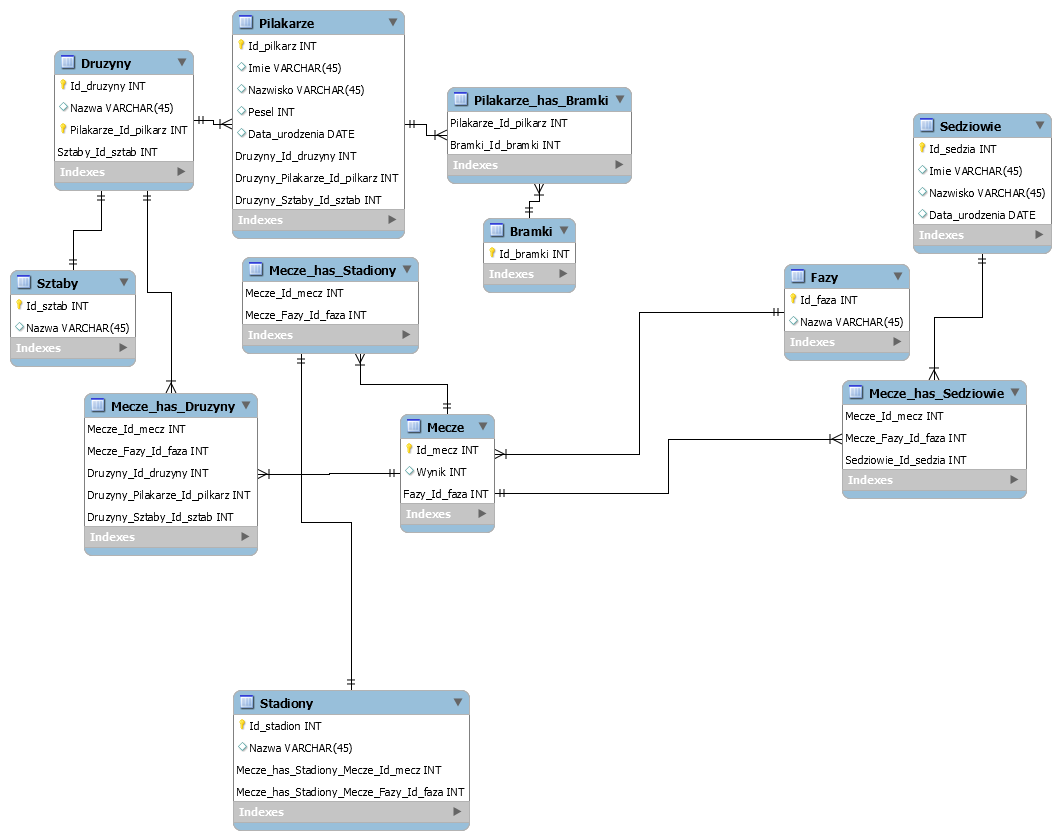 Pilakarze
Id_pilkarz INT
Imie VARCHAR(45)
Nazwisko VARCHAR(45)
Pesel INT
Data_urodzenia DATE
Druzyny_Id_druzyny INT
Druzyny_Pilakarze_Id_pilkarz INT
Druzyny_Sztaby_Id_sztab INT
Indexes
Druzyny
Id_druzyny INT
Nazwa VARCHAR(45)
Pilakarze_Id_pilkarz INT
Sztaby_Id_sztab INT
Indexes
Pilakarze_has_Bramki
Pilakarze_Id_pilkarz INT
Bramki_Id_bramki INT
Indexes
Sedziowie
Id_sedzia INT
Imie VARCHAR(45)
Nazwisko VARCHAR(45)
Data_urodzenia DATE
Indexes
Bramki
Id_bramki INT
Indexes
Sztaby
Id_sztab INT
Nazwa VARCHAR(45)
Indexes
Mecze_has_Stadiony
Mecze_Id_mecz INT
Mecze_Fazy_Id_faza INT
Indexes
Fazy
Id_faza INT
Nazwa VARCHAR(45)
Indexes
Mecze_has_Druzyny
Mecze_Id_mecz INT
Mecze_Fazy_Id_faza INT
Druzyny_Id_druzyny INT
Druzyny_Pilakarze_Id_pilkarz INT
Druzyny_Sztaby_Id_sztab INT
Indexes
Mecze
Id_mecz INT
Wynik INT
Fazy_Id_faza INT
Indexes
Mecze_has_Sedziowie
Mecze_Id_mecz INT
Mecze_Fazy_Id_faza INT
Sedziowie_Id_sedzia INT
Indexes
Stadiony
Id_stadion INT
Nazwa VARCHAR(45)
Mecze_has_Stadiony_Mecze_Id_mecz INT
Mecze_has_Stadiony_Mecze_Fazy_Id_faza INT
Indexes